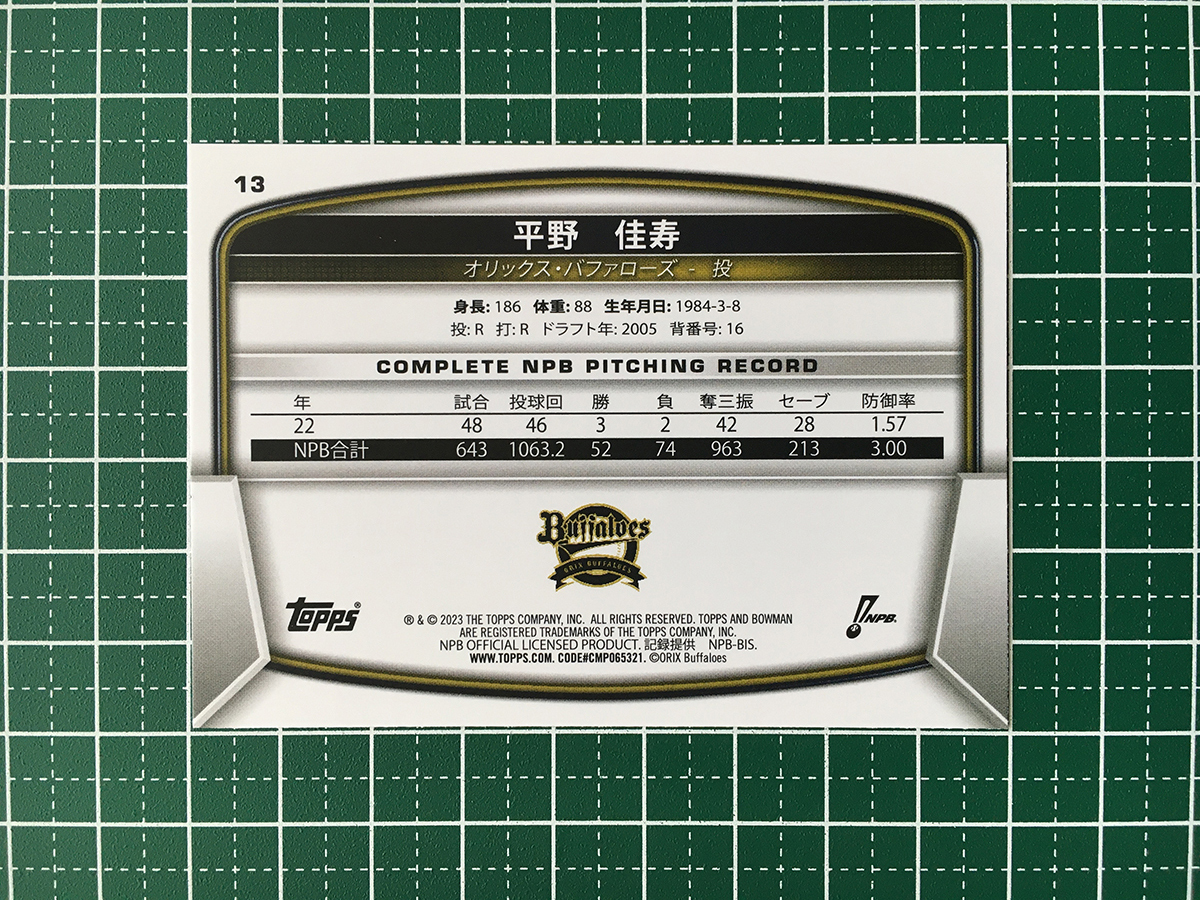 13
平野　佳寿
オリックス・バファローズ - 投
身長: 186 体重: 88 生年月日: 1984-3-8
投: R 打: R ドラフト年: 2005 背番号: 16
COMPLETE NPB PITCHING RECORD
年 試合 投球回 勝 負 奪三振 セーブ 防御率
22 48 46 3 2 42 28 1.57
NPB合計 643 1063.2 52 74 963 213 3.00
Buffaloes
ORIX BUFFALOES
topps®
® & © 2023 THE TOPPS COMPANY, INC. ALL RIGHTS RESERVED. TOPPS AND BOWMAN
ARE REGISTERED TRADEMARKS OF THE TOPPS COMPANY, INC.
NPB OFFICIAL LICENSED PRODUCT. 記録提供　NPB-BIS.
WWW.TOPPS.COM. CODE#CMP065321. ©ORIX Buffaloes
NPB.